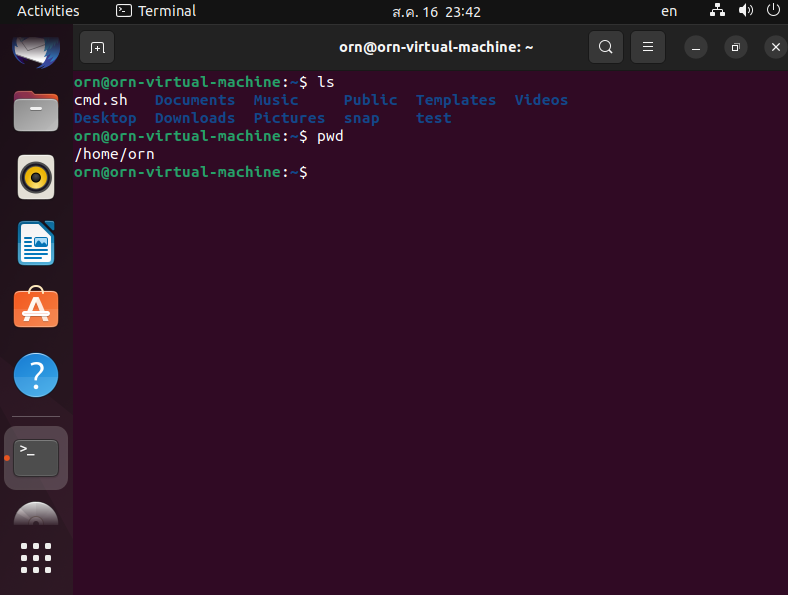 Activities Terminal ส.ค. 16 23:42 en
orn@orn-virtual-machine: ~
orn@orn-virtual-machine:~$ ls
cmd.sh Documents Music Public Templates Videos
Desktop Downloads Pictures snap test
orn@orn-virtual-machine:~$ pwd
/home/orn
orn@orn-virtual-machine:~$